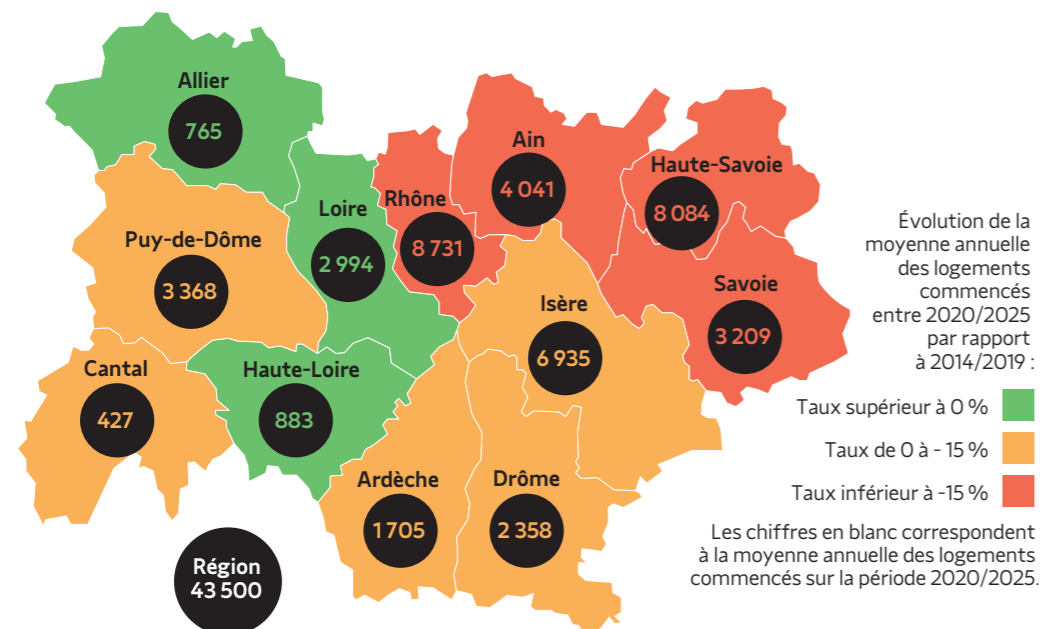 Allier
765
Ain
4 041
Haute-Savoie
8 084
Rhône
8 731
Loire
2 994
Puy-de-Dôme
3 368
Savoie
3 209
Isère
6 935
Cantal
427
Haute-Loire
883
Ardèche
1 705
Drôme
2 358
Région
43 500
Évolution de la
moyenne annuelle
des logements
commencés
entre 2020/2025
par rapport
à 2014/2019 :
Taux supérieur à 0 %
Taux de 0 à - 15 %
Taux inférieur à -15 %
Les chiffres en blanc correspondent
à la moyenne annuelle des logements
commencés sur la période 2020/2025.